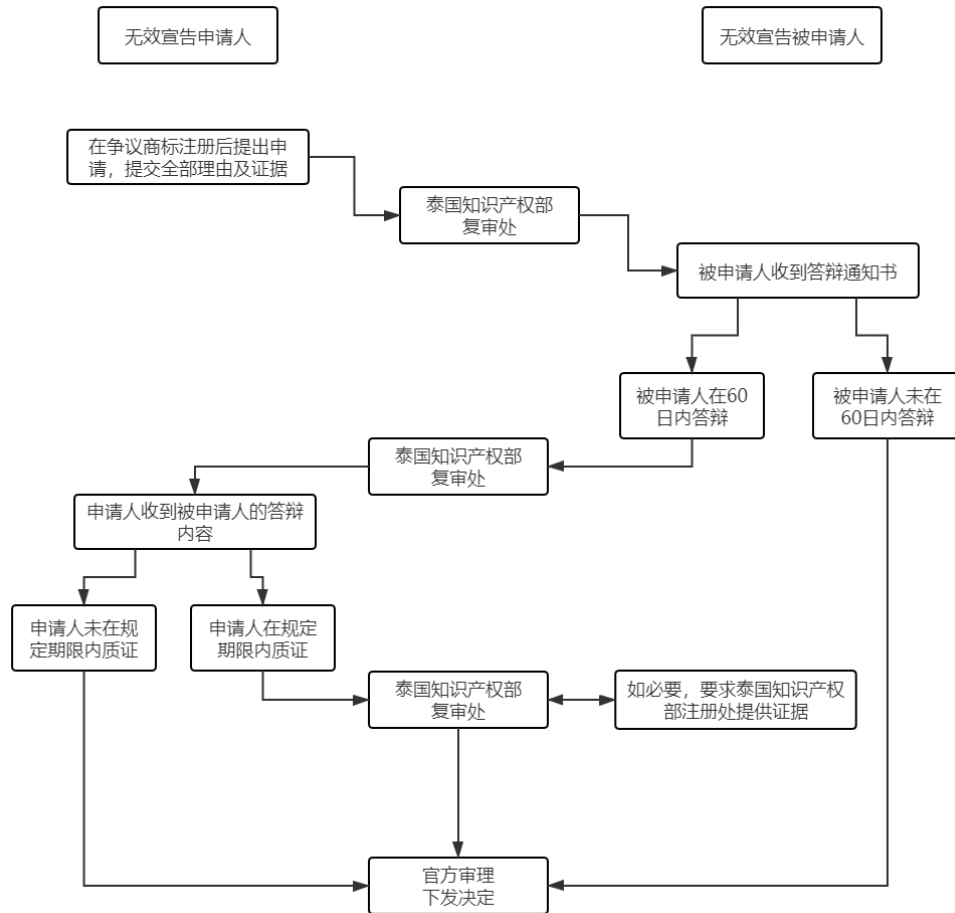 无效宣告申请人
无效宣告被申请人
在争议商标注册后提出申
请，提交全部理由及证据
泰国知识产权部
复审处
被申请人收到答辩通知书
被申请人在60
日内答辩
被申请人未在
60日内答辩
泰国知识产权部
复审处
申请人收到被申请人的答辩
内容
申请人未在规
定期限内质证
申请人在规定
期限内质证
泰国知识产权部
复审处
如必要，要求泰国知识产权
部注册处提供证据
官方审理
下发决定